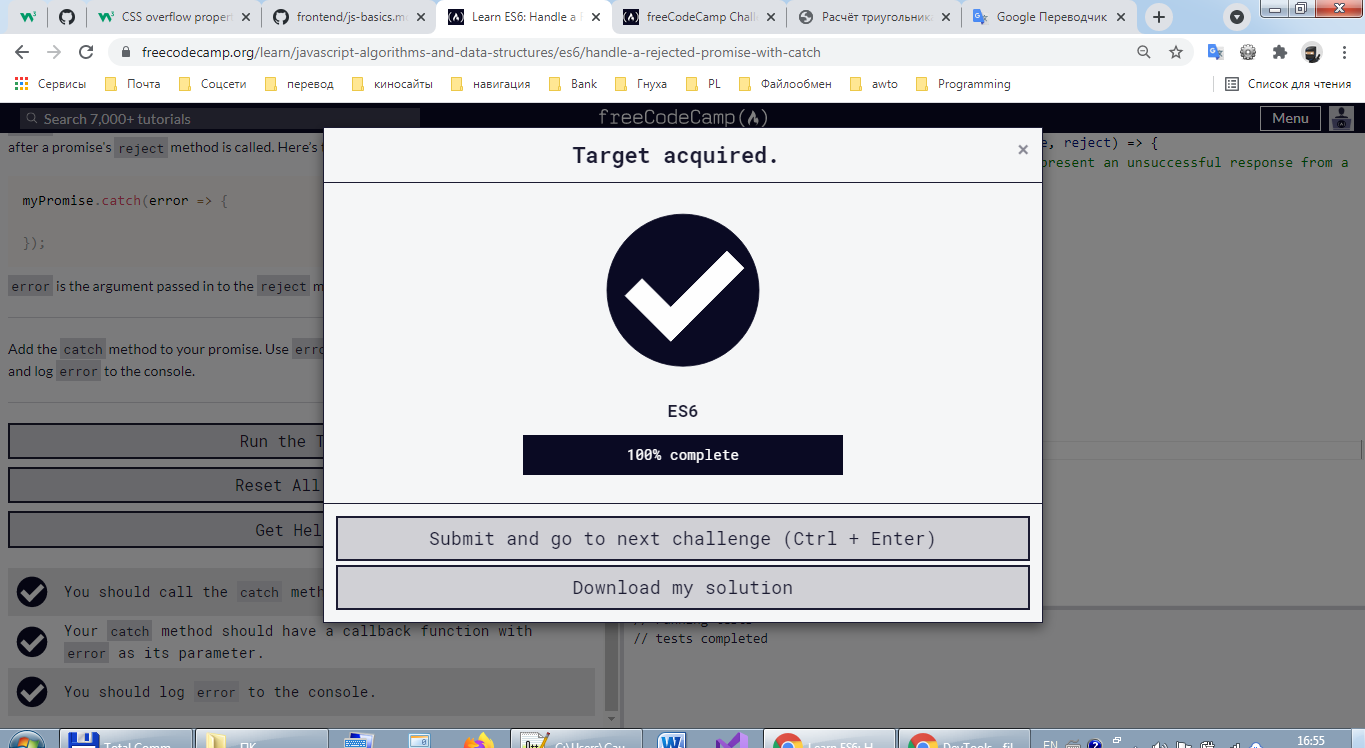 CSS overflow propert
frontend/js-basics.m
Learn ES6: Handle a
freeCodeCamp Chall
Расчёт триугольник
Google Переводчик
freecodecamp.org/learn/javascript-algorithms-and-data-structures/es6/handle-a-rejected-promise-with-catch
Сервисы
Почта
Соцсети
перевод
киносайты
навигация
Bank
Гнуха
PL
Файлообмен
awto
Programming
Список для чтения
Search 7,000+ tutorials
freeCodeCamp(🔥)
Menu
after a promise's reject method is called. Here's
myPromise.catch(error => {
});
error is the argument passed in to the reject m
Add the catch method to your promise. Use erro
and log error to the console.
Run the T
Reset All
Get Hel
You should call the catch meth
Your catch method should have a callback function with
error as its parameter.
You should log error to the console.
e, reject) => {
present an unsuccessful response from a
Target acquired.
×
ES6
100% complete
Submit and go to next challenge (Ctrl + Enter)
Download my solution
// running tests
// tests completed
Total Comm
ПК
C:\Users\Cay
Learn ES6: H
DevTools - fil
EN
16:55